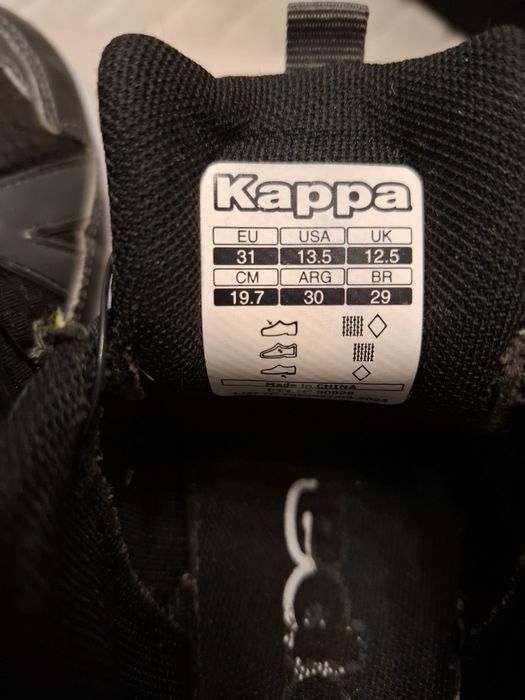 Kappa
EU USA UK
31 13.5 12.5
CM ARG BR
19.7 30 29
Made in CHINA